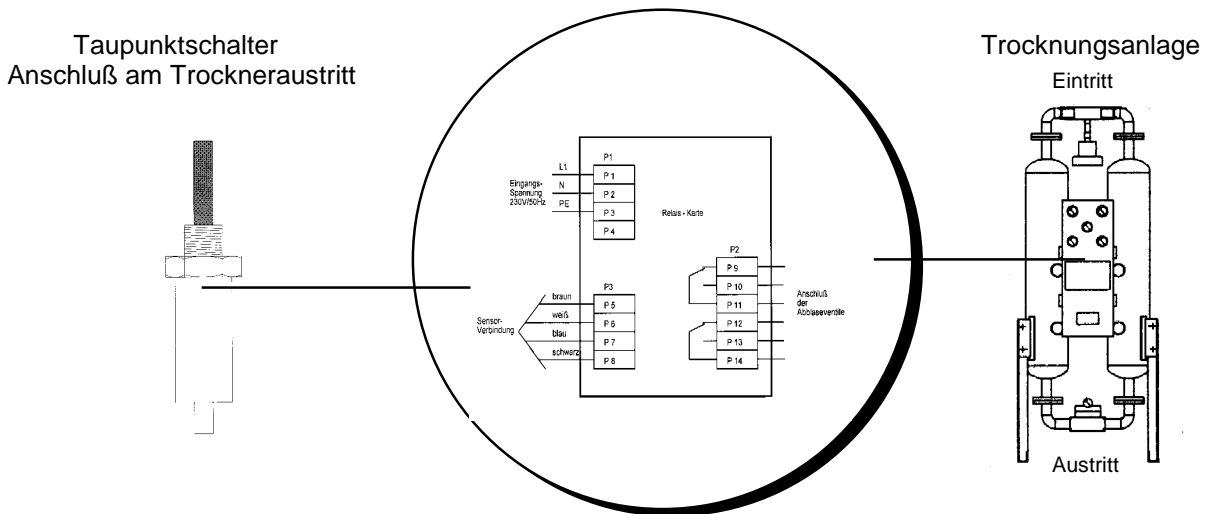 Taupunktschalter
Anschluß am Trockneraustritt
Trocknungsanlage
Eintritt
P1
L1
P 1
Eingangs-
Spannung
230V/50Hz
N
P 2
PE
P 3
P 4
Relais - Karte
P2
P 9
P 10
P 11
P 12
P 13
P 14
Anschluß
der
Abblaseventile
P3
braun
P 5
weiß
P 6
blau
P 7
schwarz
P 8
Sensor-
Verbindung
Austritt